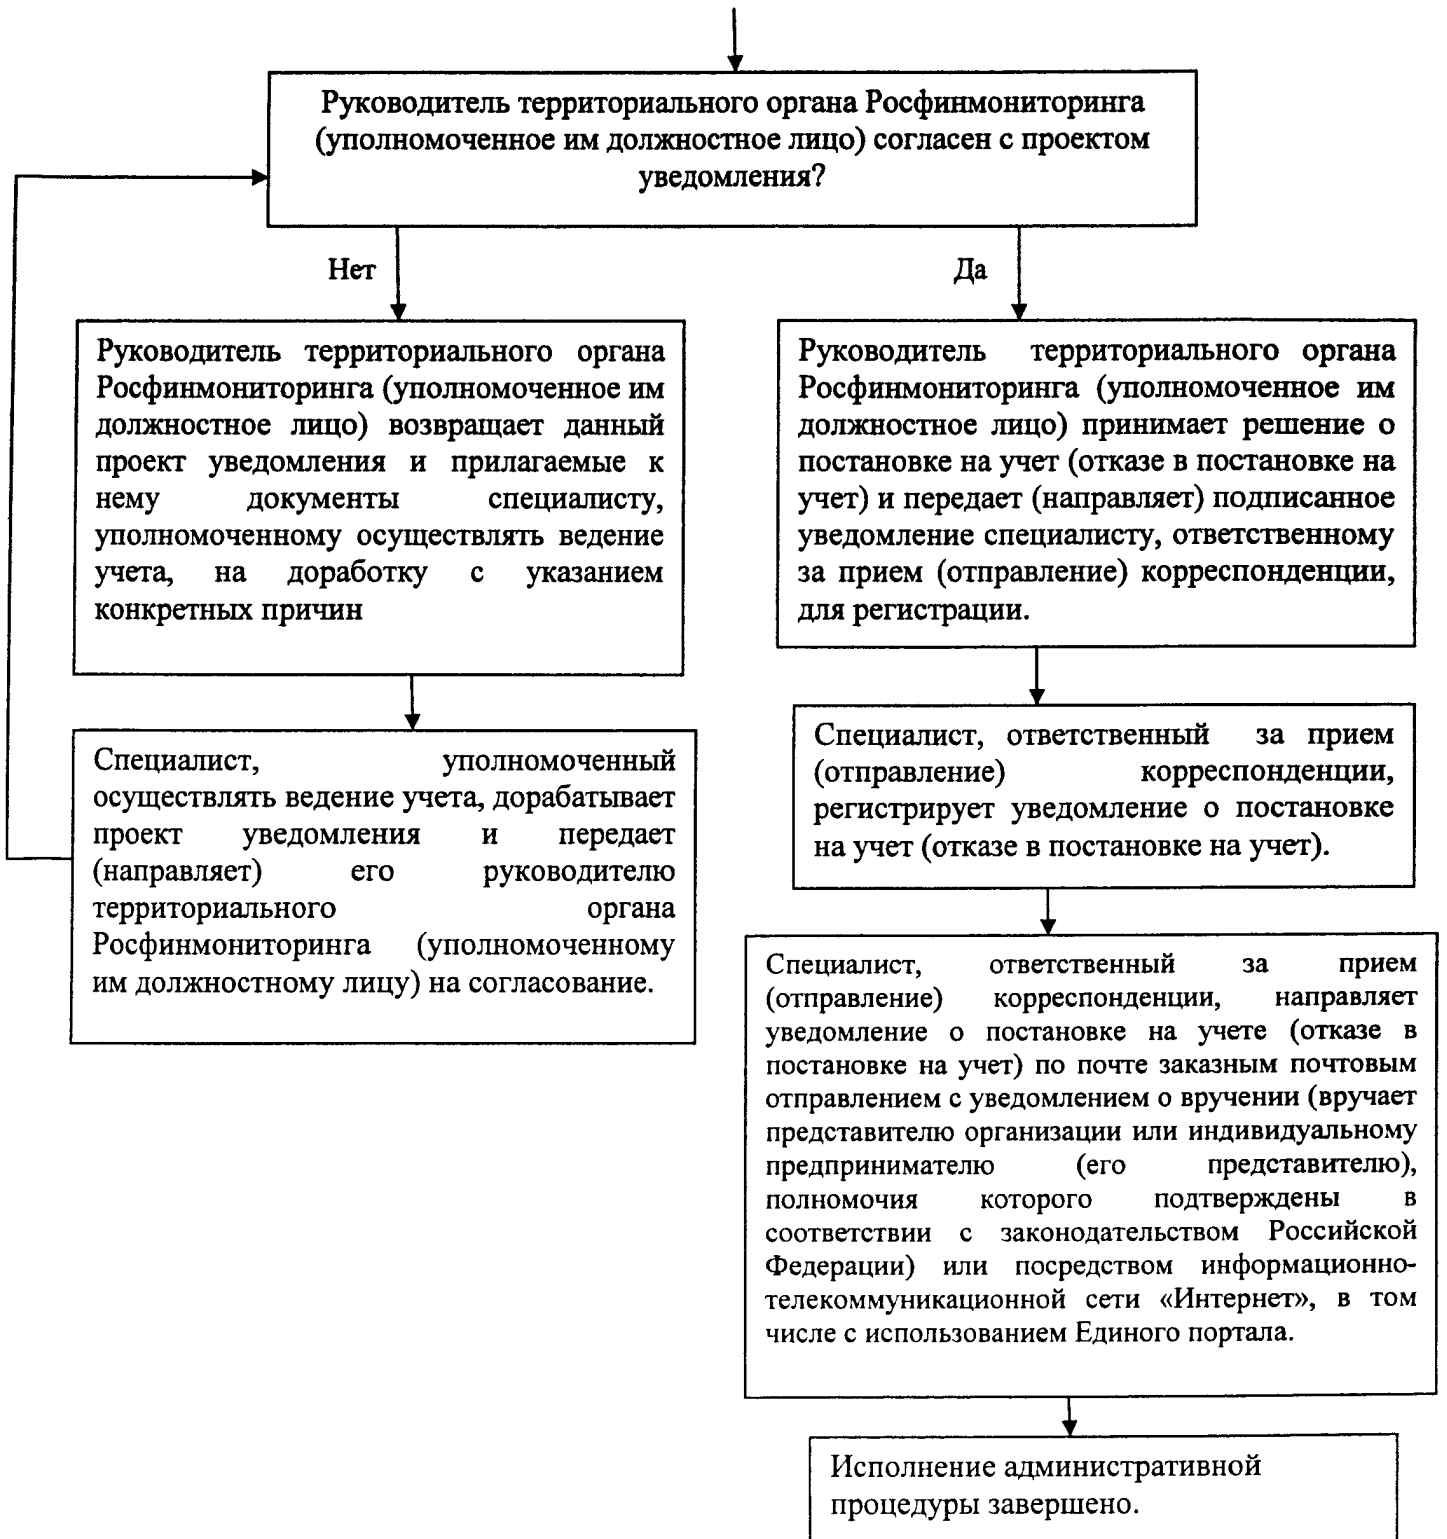 Руководитель территориального органа Росфинмониторинга
(уполномоченное им должностное лицо) согласен с проектом
уведомления?
Нет
Да
Руководитель территориального органа
Росфинмониторинга (уполномоченное им
должностное лицо) возвращает данный
проект уведомления и прилагаемые к
нему документы специалисту,
уполномоченному осуществлять ведение
учета, на доработку с указанием
конкретных причин
Специалист, уполномоченный
осуществлять ведение учета, дорабатывает
проект уведомления и передает
(направляет) его руководителю
территориального органа
Росфинмониторинга (уполномоченному
им должностному лицу) на согласование.
Руководитель территориального органа
Росфинмониторинга (уполномоченное им
должностное лицо) принимает решение о
постановке на учет (отказе в постановке на
учет) и передает (направляет) подписанное
уведомление специалисту, ответственному
за прием (отправление) корреспонденции,
для регистрации.
Специалист, ответственный за прием
(отправление) корреспонденции,
регистрирует уведомление о постановке
на учет (отказе в постановке на учет).
Специалист, ответственный за прием
(отправление) корреспонденции, направляет
уведомление о постановке на учете (отказе в
постановке на учет) по почте заказным почтовым
отправлением с уведомлением о вручении (вручает
представителю организации или индивидуальному
предпринимателю (его представителю),
полномочия которого подтверждены в
соответствии с законодательством Российской
Федерации) или посредством информационно-
телекоммуникационной сети «Интернет», в том
числе с использованием Единого портала.
Исполнение административной
процедуры завершено.